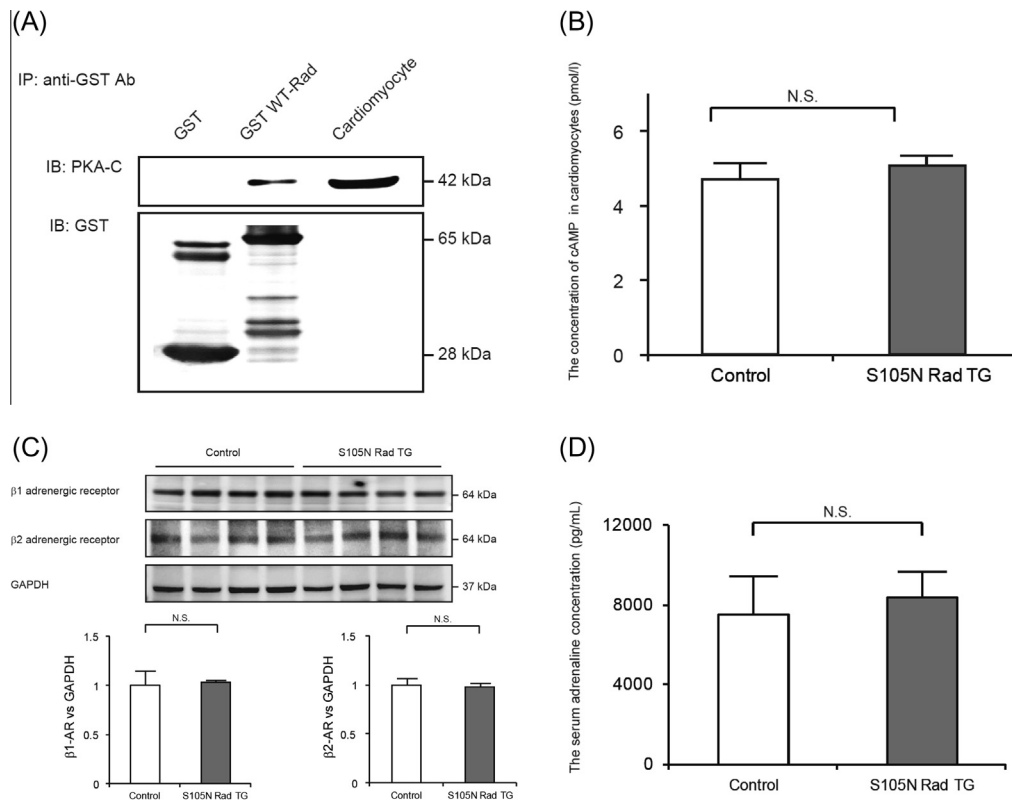 (A)
IP: anti-GST Ab
GST
GST WT-Rad
Cardiomyocyte
IB: PKA-C
42 kDa
IB: GST
65 kDa
28 kDa
(B)
The concentration of cAMP in cardiomyocytes (pmol/l)
N.S.
6
4
2
0
Control
S105N Rad TG
(C)
Control
S105N Rad TG
β1 adrenergic receptor
64 kDa
β2 adrenergic receptor
64 kDa
GAPDH
37 kDa
β1-AR vs GAPDH
N.S.
1.5
1
0.5
0
Control
S105N Rad TG
β2-AR vs GAPDH
N.S.
1.5
1
0.5
0
Control
S105N Rad TG
(D)
The serum adrenaline concentration (pg/mL)
N.S.
12000
8000
4000
0
Control
S105N Rad TG